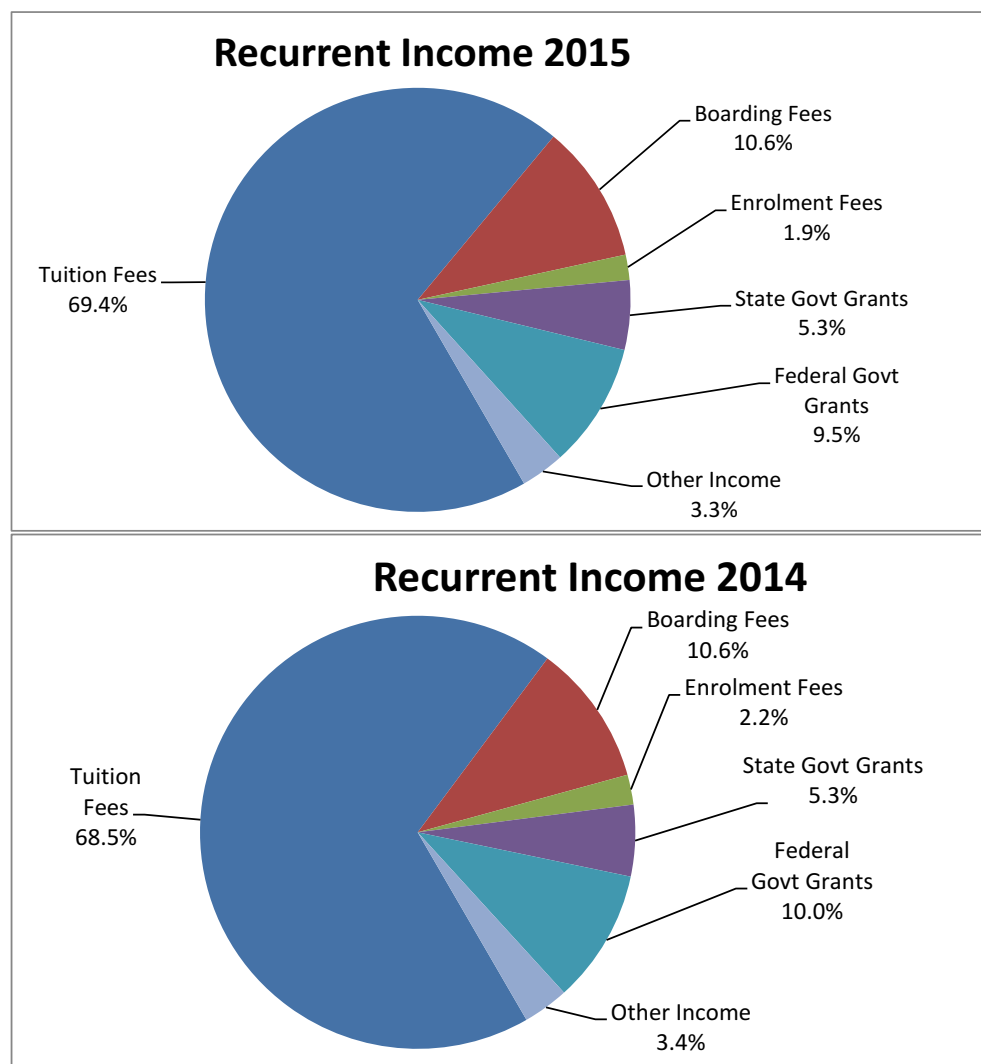 Recurrent Income 2015
Boarding Fees
10.6%
Enrolment Fees
1.9%
Tuition Fees
69.4%
State Govt Grants
5.3%
Federal Govt
Grants
9.5%
Other Income
3.3%
Recurrent Income 2014
Boarding Fees
10.6%
Enrolment Fees
2.2%
Tuition
Fees
68.5%
State Govt Grants
5.3%
Federal
Govt Grants
10.0%
Other Income
3.4%